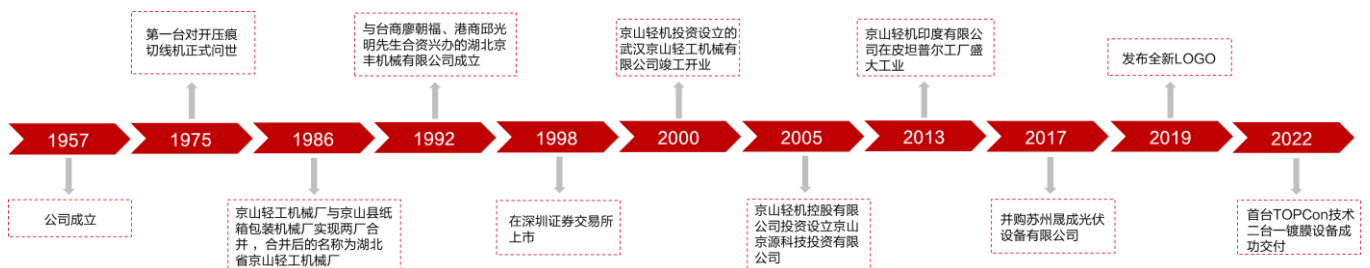 第一台对开压痕
切线机正式问世
与台商廖朝福、港商邱光
明先生合资兴办的湖北京
丰机械有限公司成立
京山轻机投资设立的
武汉京山轻工机械有
限公司竣工开业
京山轻机印度有限公
司在皮坦普尔工厂盛
大工业
发布全新LOGO
1957
1975
1986
1992
1998
2000
2005
2013
2017
2019
2022
公司成立
京山轻工机械厂与京山县纸
箱包装机械厂实现两厂合
并，合并后的名称为湖北
省京山轻工机械厂
在深圳证券交易所
上市
京山轻机控股有限
公司投资设立京山
京源科技投资有限
公司
并购苏州晟成光伏
设备有限公司
首台TOPCon技术
二台一镀膜设备成
功交付